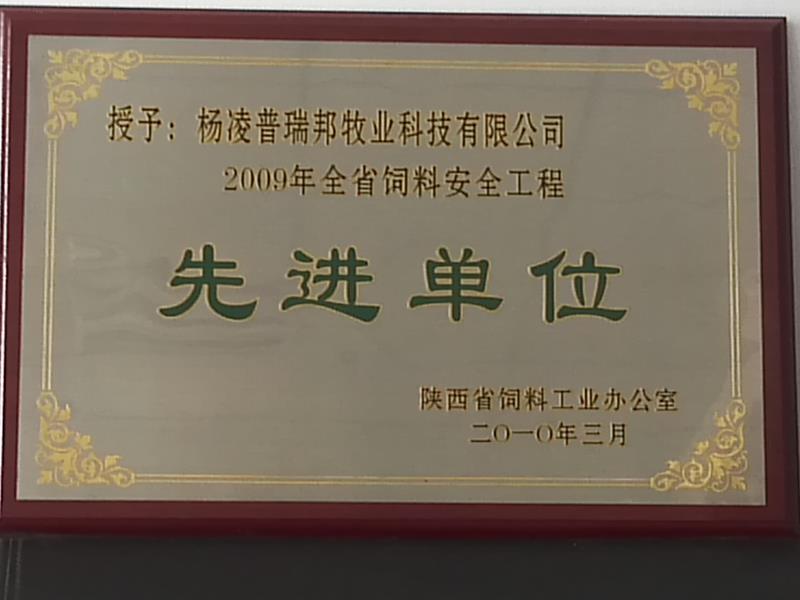 授予：杨凌普瑞邦牧业科技有限公司
2009年全省饲料安全工程
先进单位
陕西省饲料工业办公室
二〇一〇年三月